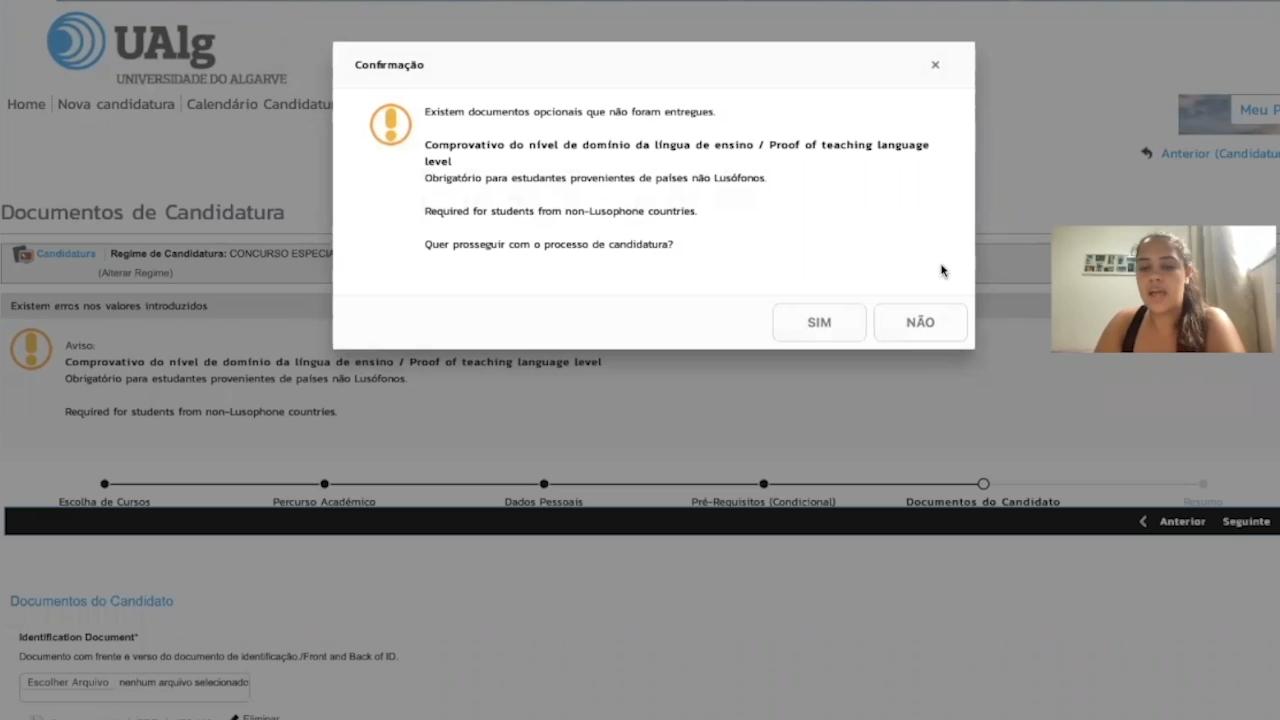 UAlg
UNIVERSIDADE DO ALGARVE
Home Nova candidatura Calendário Candidatu
Meu P
Anterior (Candidatu
Confirmação
Existem documentos opcionais que não foram entregues.
Comprovativo do nível de domínio da língua de ensino / Proof of teaching language
level
Obrigatório para estudantes provenientes de países não Lusófonos.
Required for students from non-Lusophone countries.
Quer prosseguir com o processo de candidatura?
SIM NÃO
Documentos de Candidatura
Candidatura Regime de Candidatura: CONCURSO ESPECIA
(Alterar Regime)
Existem erros nos valores introduzidos
Aviso:
Comprovativo do nível de domínio da língua de ensino / Proof of teaching language level
Obrigatório para estudantes provenientes de países não Lusófonos.
Required for students from non-Lusophone countries.
Escolha de Cursos Percurso Académico Dados Pessoais Pré-Requisitos (Condicional) Documentos do Candidato Resumo
Anterior Seguinte
Documentos do Candidato
Identification Document*
Documento com frente e verso do documento de identificação./Front and Back of ID.
Escolher Arquivo nenhum arquivo selecionado
Eliminar